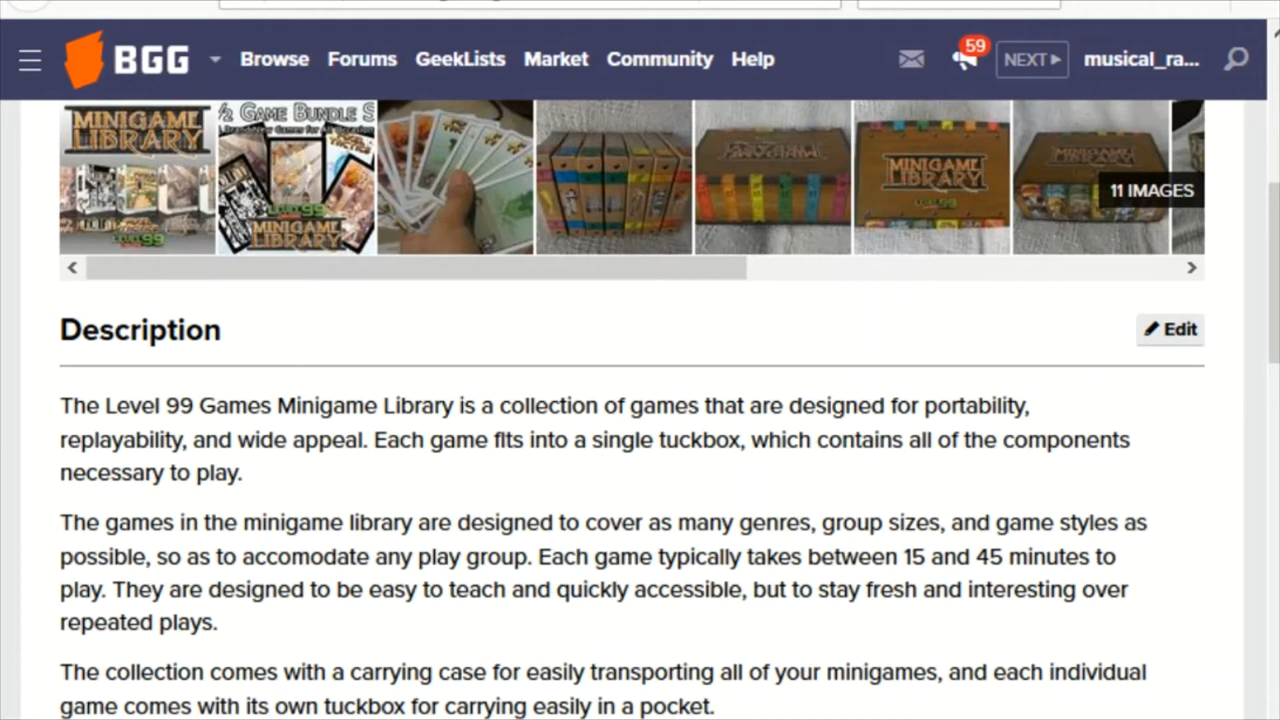 BGG Browse Forums GeekLists Market Community Help 59 NEXT musical_ra...
MINIGAME
LIBRARY
½ GAME BUNDLE S
MINIGAME
LIBRARY
MINIGAME
LIBRARY
11 IMAGES
Description
Edit
The Level 99 Games Minigame Library is a collection of games that are designed for portability,
replayability, and wide appeal. Each game fits into a single tuckbox, which contains all of the components
necessary to play.
The games in the minigame library are designed to cover as many genres, group sizes, and game styles as
possible, so as to accomodate any play group. Each game typically takes between 15 and 45 minutes to
play. They are designed to be easy to teach and quickly accessible, but to stay fresh and interesting over
repeated plays.
The collection comes with a carrying case for easily transporting all of your minigames, and each individual
game comes with its own tuckbox for carrying easily in a pocket.